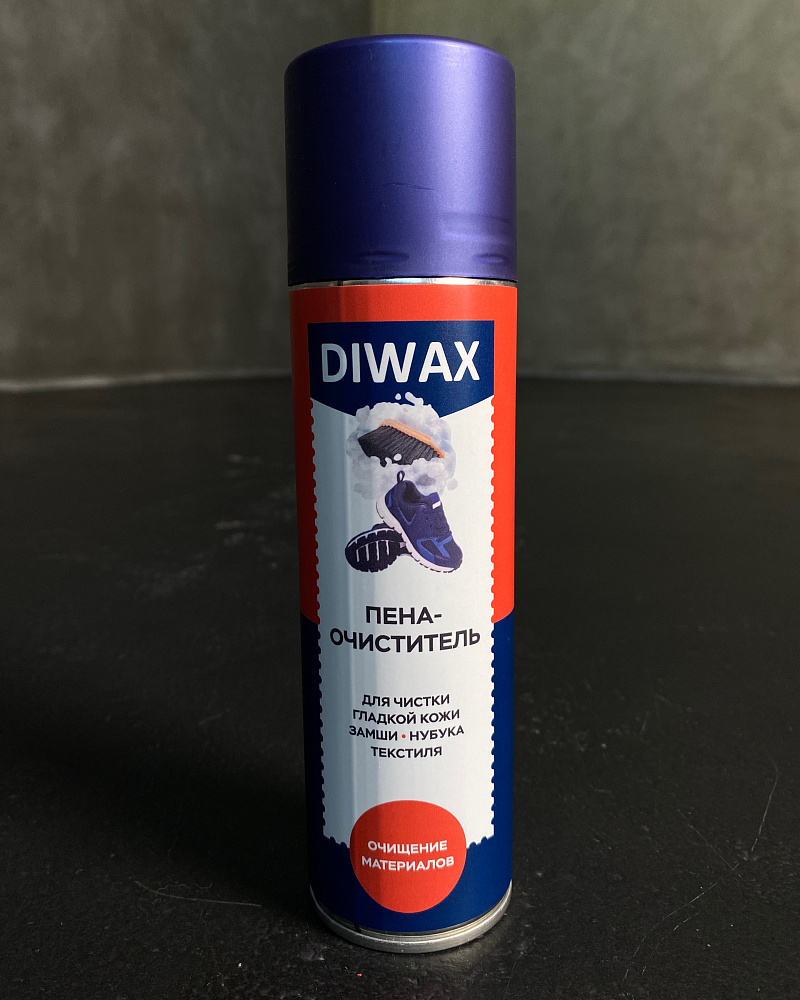 DIWAX
ПЕНА-
ОЧИСТИТЕЛЬ
ДЛЯ ЧИСТКИ
ГЛАДКОЙ КОЖИ
ЗАМШИ • НУБУКА
ТЕКСТИЛЯ
ОЧИЩЕНИЕ
МАТЕРИАЛОВ